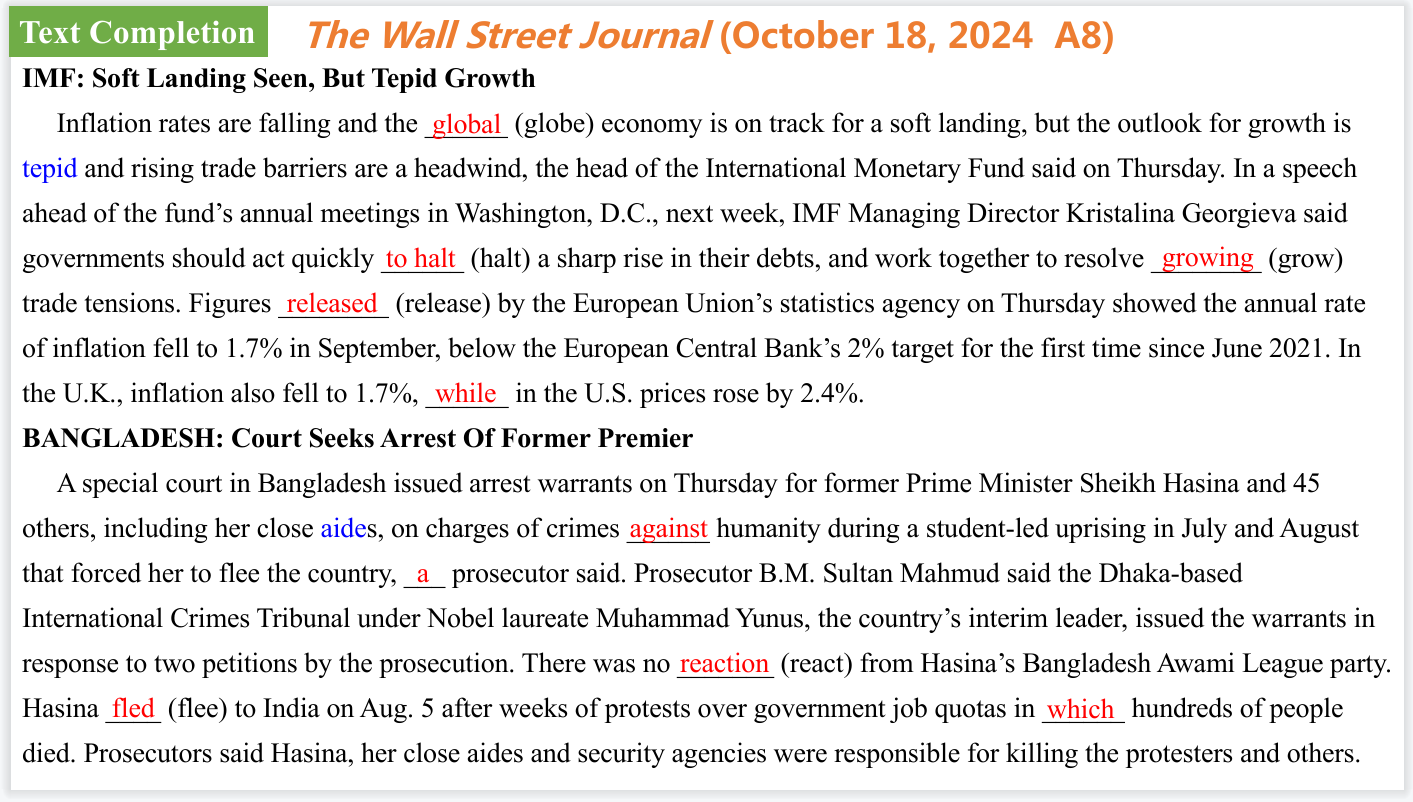 Text Completion The Wall Street Journal (October 18, 2024 A8)
IMF: Soft Landing Seen, But Tepid Growth
Inflation rates are falling and the global (globe) economy is on track for a soft landing, but the outlook for growth is
tepid and rising trade barriers are a headwind, the head of the International Monetary Fund said on Thursday. In a speech
ahead of the fund’s annual meetings in Washington, D.C., next week, IMF Managing Director Kristalina Georgieva said
governments should act quickly to halt (halt) a sharp rise in their debts, and work together to resolve growing (grow)
trade tensions. Figures released (release) by the European Union’s statistics agency on Thursday showed the annual rate
of inflation fell to 1.7% in September, below the European Central Bank’s 2% target for the first time since June 2021. In
the U.K., inflation also fell to 1.7%, while in the U.S. prices rose by 2.4%.
BANGLADESH: Court Seeks Arrest Of Former Premier
A special court in Bangladesh issued arrest warrants on Thursday for former Prime Minister Sheikh Hasina and 45
others, including her close aides, on charges of crimes against humanity during a student-led uprising in July and August
that forced her to flee the country, a prosecutor said. Prosecutor B.M. Sultan Mahmud said the Dhaka-based
International Crimes Tribunal under Nobel laureate Muhammad Yunus, the country’s interim leader, issued the warrants in
response to two petitions by the prosecution. There was no reaction (react) from Hasina’s Bangladesh Awami League party.
Hasina fled (flee) to India on Aug. 5 after weeks of protests over government job quotas in which hundreds of people
died. Prosecutors said Hasina, her close aides and security agencies were responsible for killing the protesters and others.